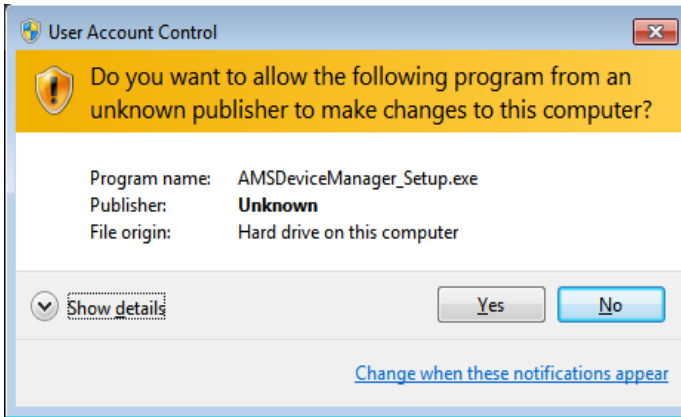 User Account Control
Do you want to allow the following program from an
unknown publisher to make changes to this computer?
Program name: AMSDeviceManager_Setup.exe
Publisher: Unknown
File origin: Hard drive on this computer
Show details
Yes
No
Change when these notifications appear